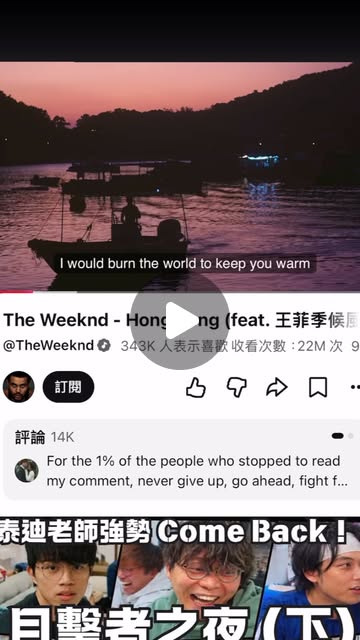 I would burn the world to keep you warm
The Weeknd - Hong ng (feat. 王菲季候風
@TheWeeknd 343K 人表示喜歡 收看次數：22M 次 9
訂閱
評論 14K
For the 1% of the people who stopped to read
my comment, never give up, go ahead, fight f...
泰迪老師強勢 Come Back！
目擊者之夜 (下)